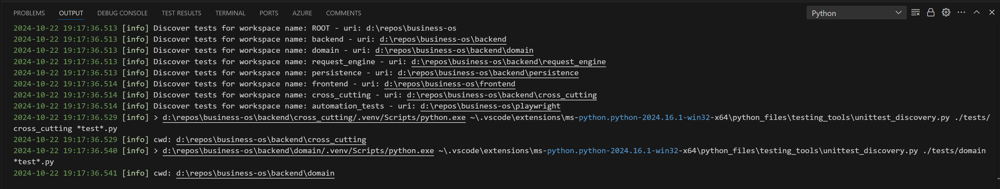 PROBLEMS OUTPUT DEBUG CONSOLE TEST RESULTS TERMINAL PORTS AZURE COMMENTS Python
2024-10-22 19:17:36.513 [info] Discover tests for workspace name: ROOT - uri: d:\repos\business-os
2024-10-22 19:17:36.513 [info] Discover tests for workspace name: backend - uri: d:\repos\business-os\backend
2024-10-22 19:17:36.513 [info] Discover tests for workspace name: domain - uri: d:\repos\business-os\backend\domain
2024-10-22 19:17:36.513 [info] Discover tests for workspace name: request_engine - uri: d:\repos\business-os\backend\request_engine
2024-10-22 19:17:36.513 [info] Discover tests for workspace name: persistence - uri: d:\repos\business-os\backend\persistence
2024-10-22 19:17:36.514 [info] Discover tests for workspace name: frontend - uri: d:\repos\business-os\frontend
2024-10-22 19:17:36.514 [info] Discover tests for workspace name: cross_cutting - uri: d:\repos\business-os\backend\cross_cutting
2024-10-22 19:17:36.514 [info] Discover tests for workspace name: automation_tests - uri: d:\repos\business-os\playwright
2024-10-22 19:17:36.529 [info] > d:\repos\business-os\backend\cross_cutting/.venv/Scripts/python.exe ~\.vscode\extensions\ms-python.python-2024.16.1-win32-x64\python_files\testing_tools\unittest_discovery.py ./tests/
cross_cutting *test*.py
2024-10-22 19:17:36.529 [info] cwd: d:\repos\business-os\backend\cross_cutting
2024-10-22 19:17:36.540 [info] > d:\repos\business-os\backend\domain/.venv/Scripts/python.exe ~\.vscode\extensions\ms-python.python-2024.16.1-win32-x64\python_files\testing_tools\unittest_discovery.py ./tests/domain
*test*.py
2024-10-22 19:17:36.541 [info] cwd: d:\repos\business-os\backend\domain